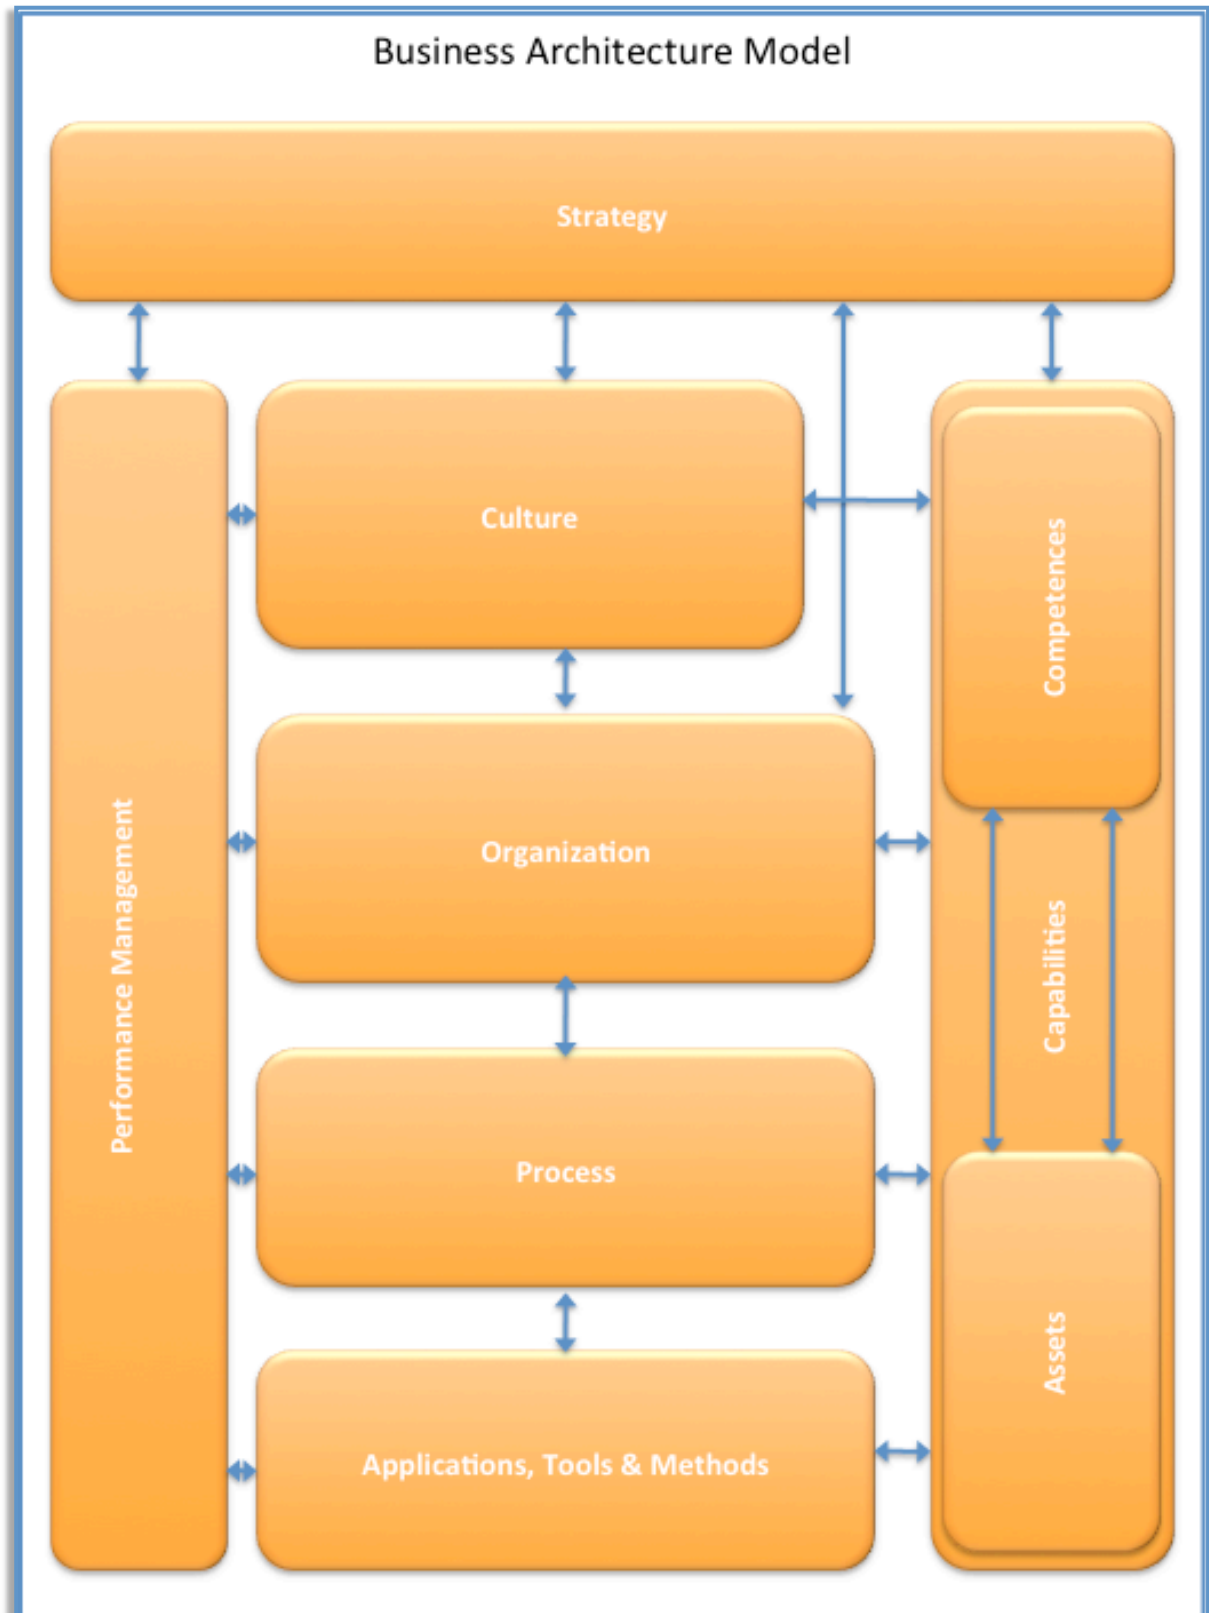 Business Architecture Model
Strategy
Culture
Competences
Performance Management
Organization
Capabilities
Process
Assets
Applications, Tools & Methods